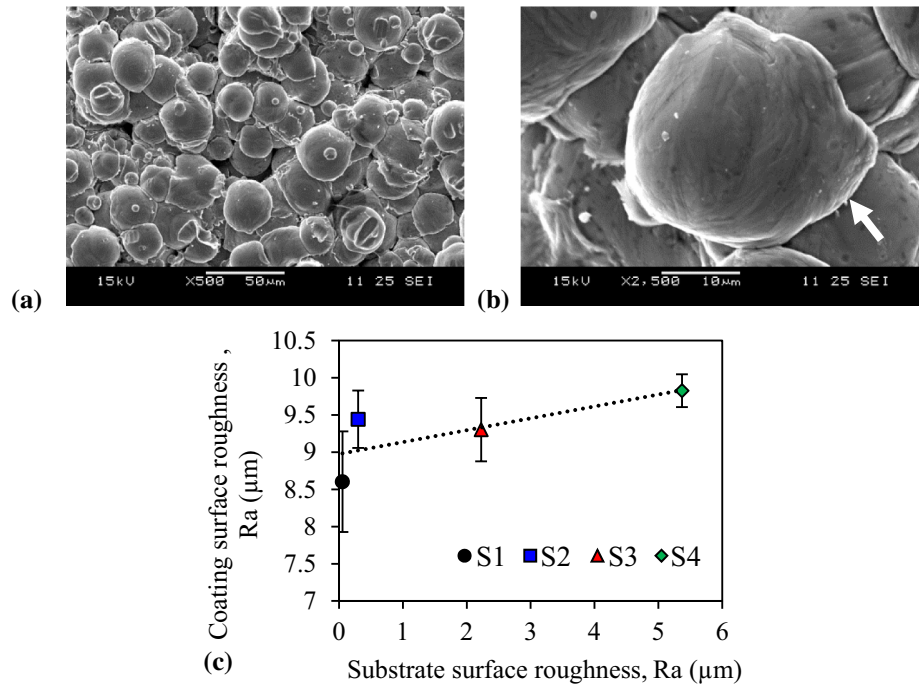 15kV X500 50µm 11 25 SEI
(a)
15kV X2,500 10µm 11 25 SEI
(b)
Coating surface roughness ,
Ra (µm)
10.5
10
9.5
9
8.5
8
7.5
7
S1 S2 S3 S4
0 1 2 3 4 5 6
(c)
Substrate surface roughness, Ra (µm)